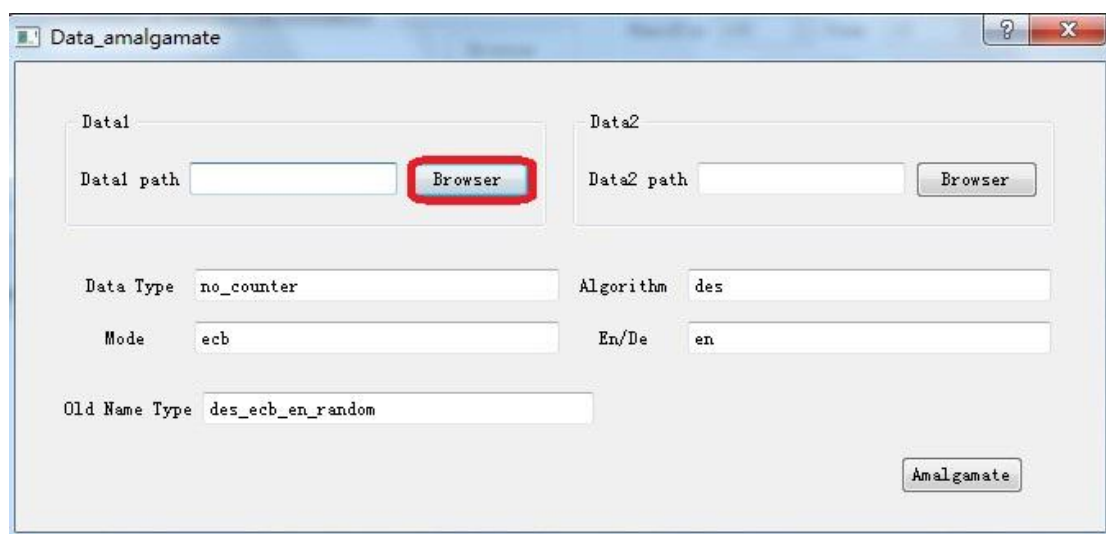 Data_amalgamate
Data1
Data2
Data1 path
Browser
Data2 path
Browser
Data Type no_counter
Algorithm des
Mode ecb
En/De en
Old Name Type des_ecb_en_random
Amalgamate